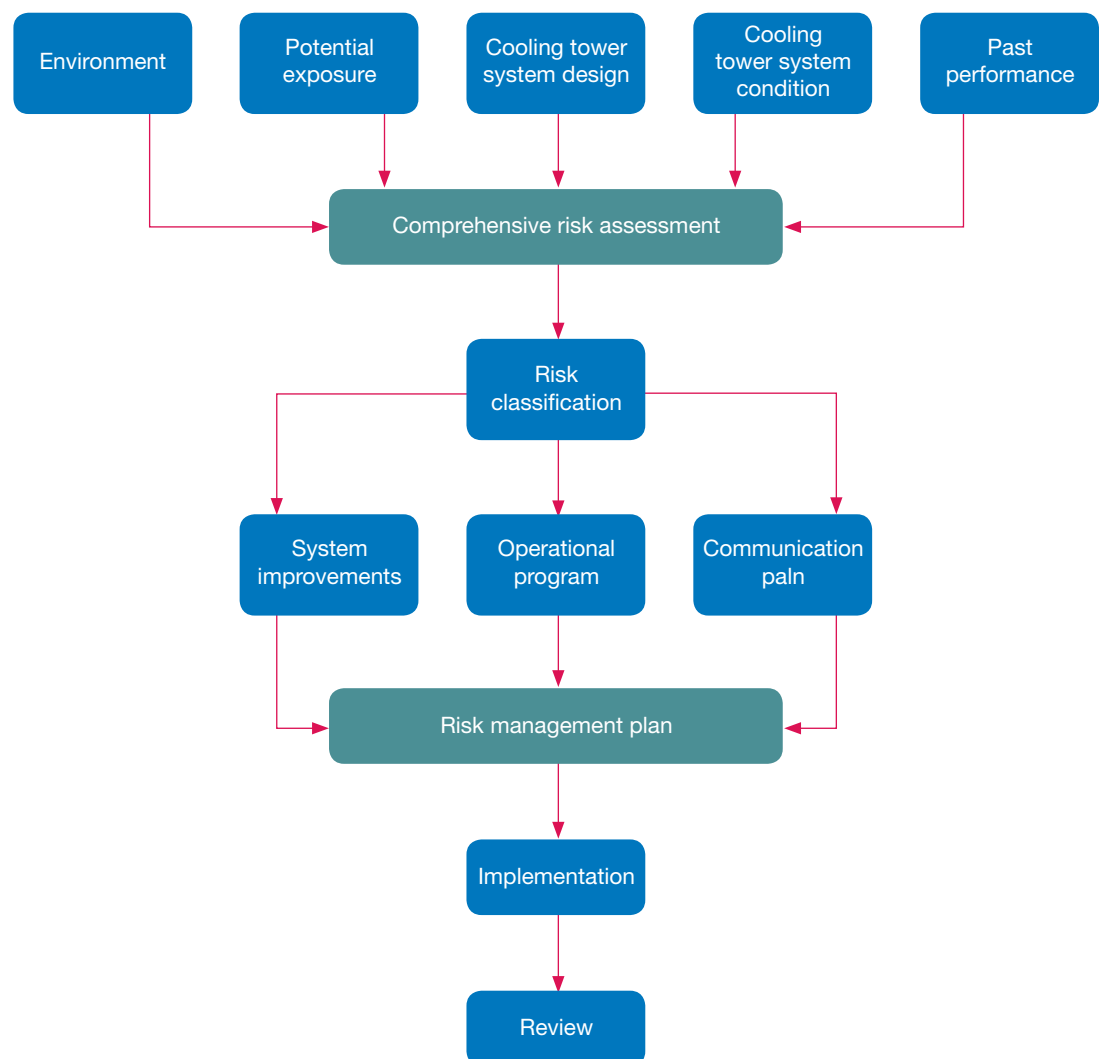 Environment
Potential
exposure
Cooling tower
system design
Cooling
tower system
condition
Past
performance
Comprehensive risk assessment
Risk
classification
System
improvements
Operational
program
Communication
paln
Risk management plan
Implementation
Review